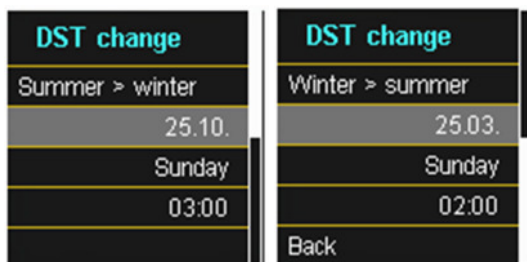 DST change
Summer > winter
25.10.
Sunday
03:00
DST change
Winter > summer
25.03.
Sunday
02:00
Back